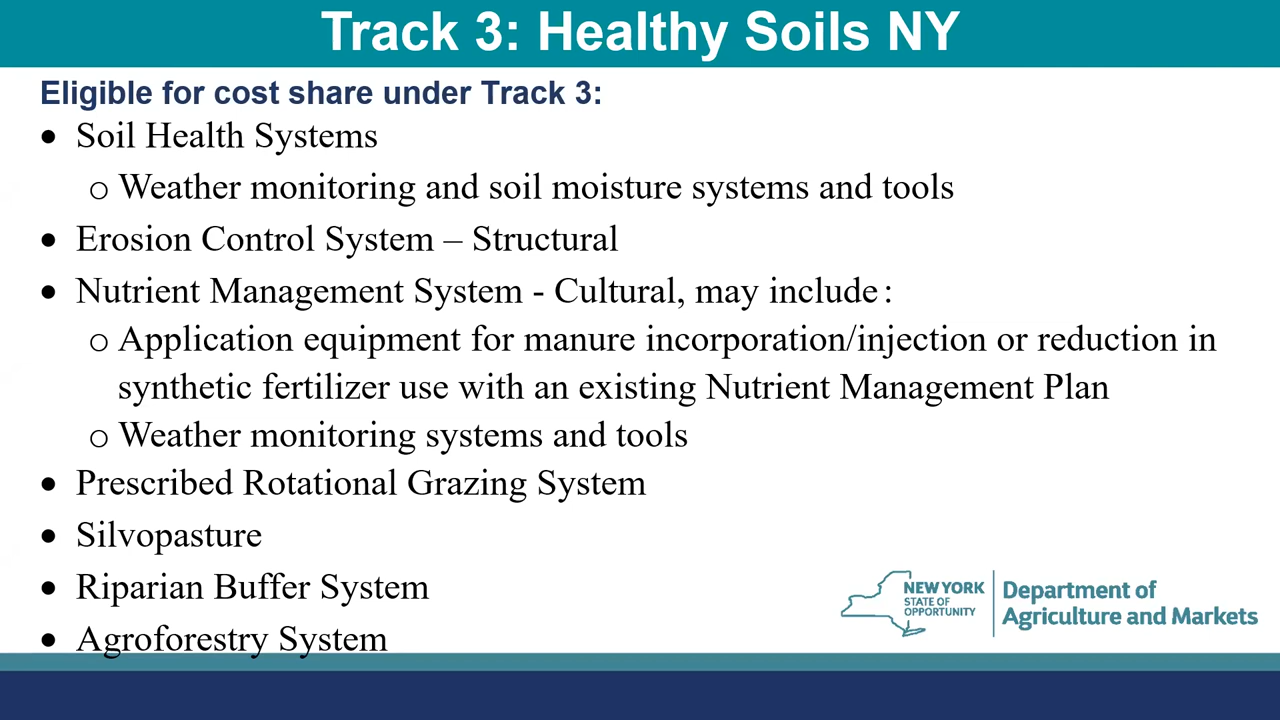 Track 3: Healthy Soils NY
Eligible for cost share under Track 3:
• Soil Health Systems
o Weather monitoring and soil moisture systems and tools
• Erosion Control System – Structural
• Nutrient Management System - Cultural, may include:
o Application equipment for manure incorporation/injection or reduction in
synthetic fertilizer use with an existing Nutrient Management Plan
o Weather monitoring systems and tools
• Prescribed Rotational Grazing System
• Silvopasture
• Riparian Buffer System
• Agroforestry System
NEW YORK
STATE OF
OPPORTUNITY
Department of
Agriculture and Markets